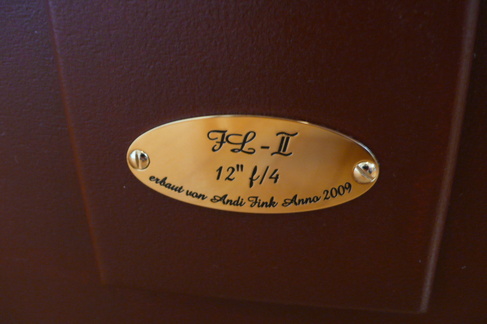 FL-II
12" f/4
erbaut von Andi Fink Anno 2009